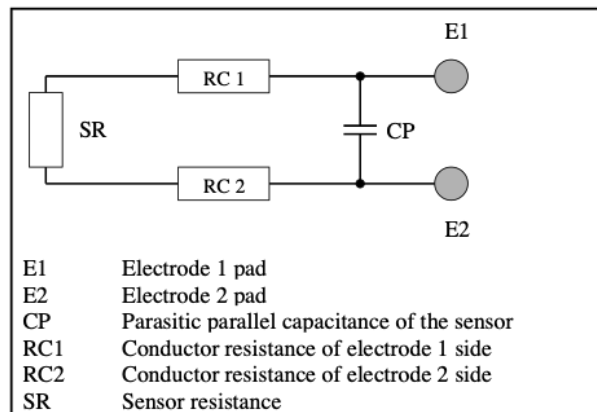 E1
RC 1
SR
CP
RC 2
E2
E1 Electrode 1 pad
E2 Electrode 2 pad
CP Parasitic parallel capacitance of the sensor
RC1 Conductor resistance of electrode 1 side
RC2 Conductor resistance of electrode 2 side
SR Sensor resistance